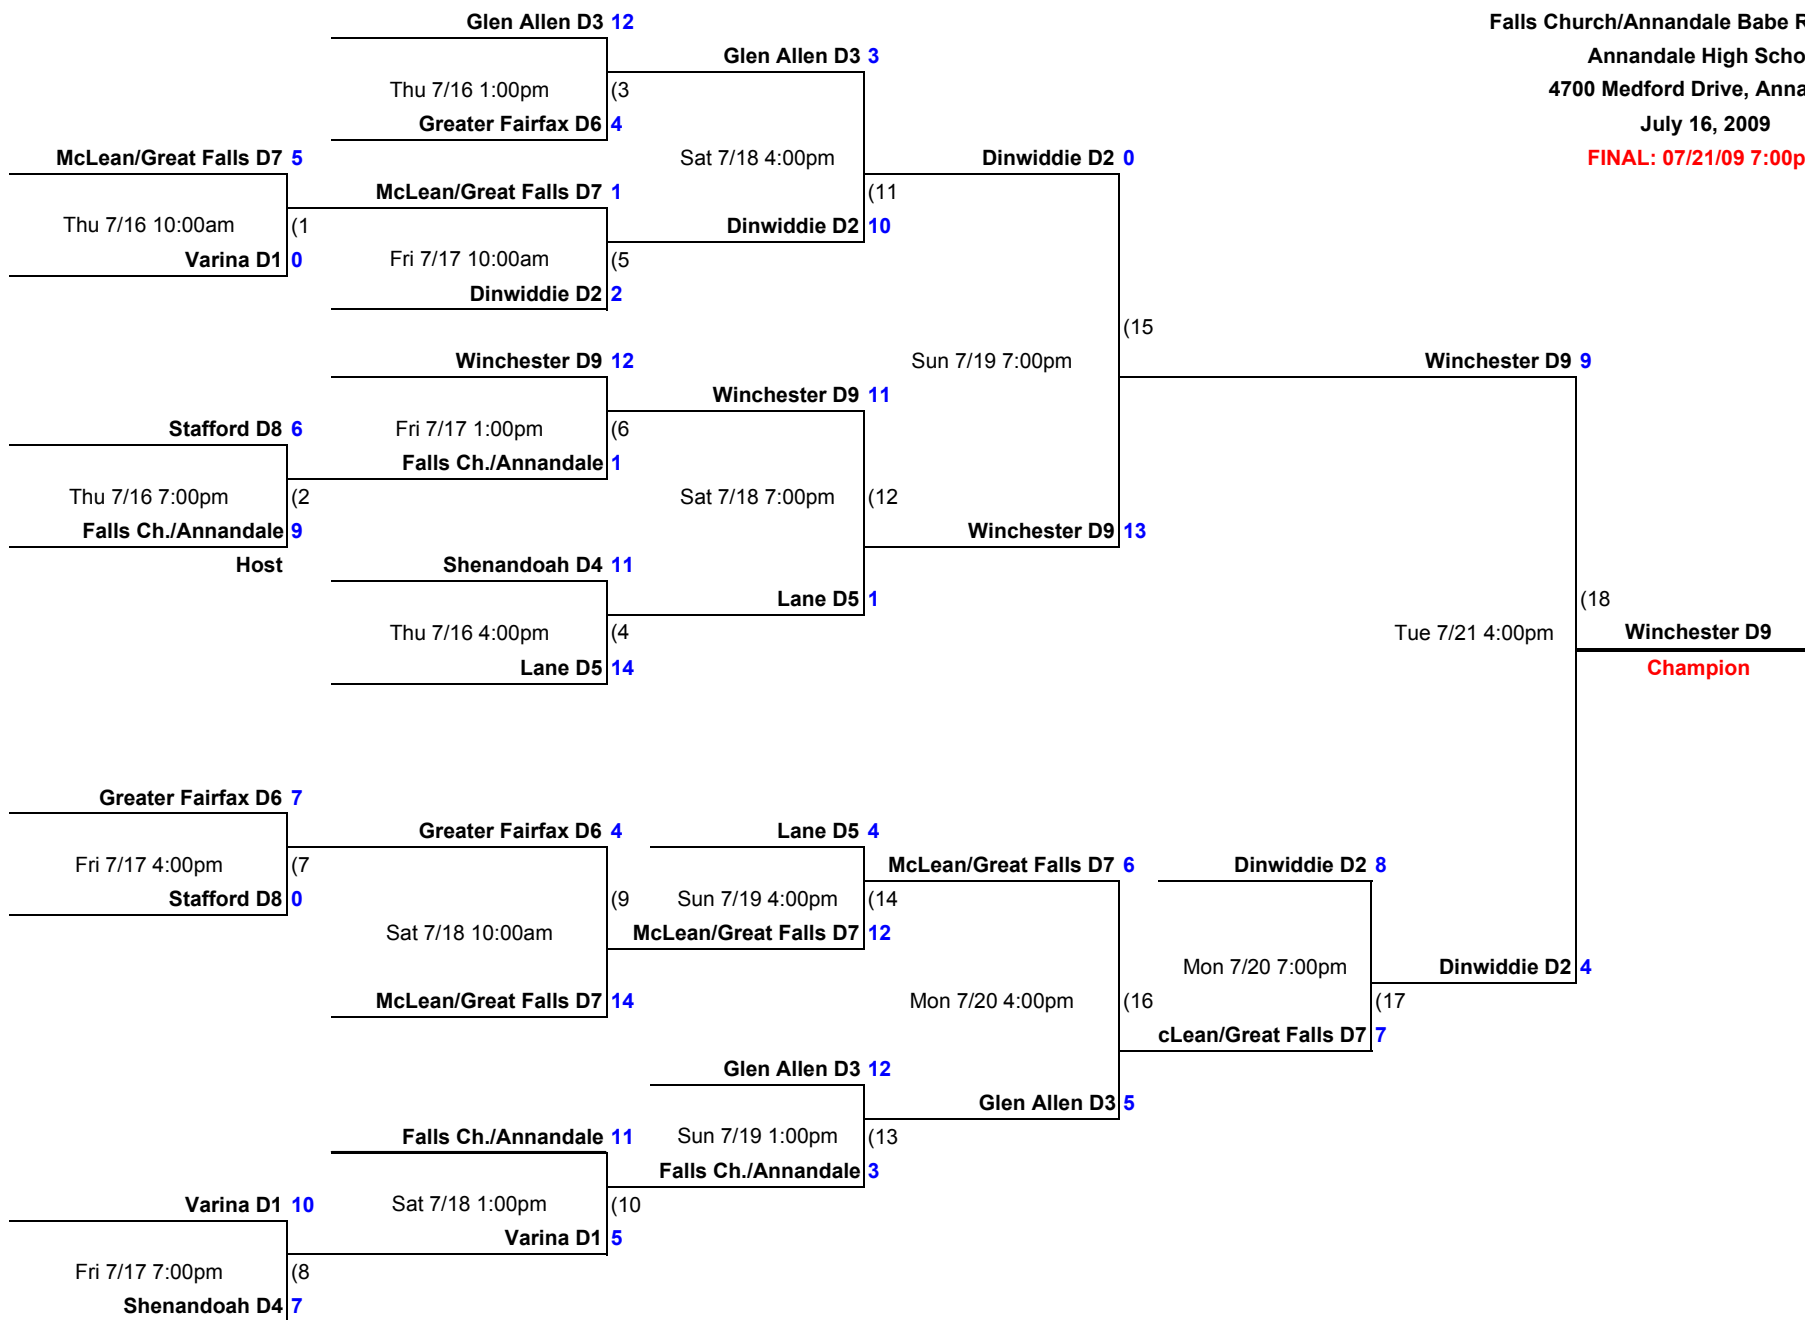 Glen Allen D3 12
Falls Church/Annandale Babe R
Glen Allen D3 3
Annandale High Scho
Thu 7/16 1:00pm (3
4700 Medford Drive, Anna
Greater Fairfax D6 4
July 16, 2009
McLean/Great Falls D7 5
Sat 7/18 4:00pm
Dinwiddie D2 0
FINAL: 07/21/09 7:00p
McLean/Great Falls D7 1
(11
Thu 7/16 10:00am (1
Dinwiddie D2 10
Varina D1 0
Fri 7/17 10:00am (5
Dinwiddie D2 2
(15
Winchester D9 12
Sun 7/19 7:00pm
Winchester D9 9
Winchester D9 11
Stafford D8 6
Fri 7/17 1:00pm (6
Falls Ch./Annandale 1
Thu 7/16 7:00pm (2
Sat 7/18 7:00pm (12
Falls Ch./Annandale 9
Winchester D9 13
Host
Shenandoah D4 11
Lane D5 1
(18
Thu 7/16 4:00pm (4
Tue 7/21 4:00pm
Winchester D9
Lane D5 14
Champion
Greater Fairfax D6 7
Greater Fairfax D6 4
Lane D5 4
Fri 7/17 4:00pm (7
McLean/Great Falls D7 6
Dinwiddie D2 8
Stafford D8 0
(9
Sun 7/19 4:00pm (14
Sat 7/18 10:00am
McLean/Great Falls D7 12
Mon 7/20 7:00pm
Dinwiddie D2 4
McLean/Great Falls D7 14
Mon 7/20 4:00pm (16
(17
cLean/Great Falls D7 7
Glen Allen D3 12
Glen Allen D3 5
Falls Ch./Annandale 11
Sun 7/19 1:00pm (13
Falls Ch./Annandale 3
Varina D1 10
Sat 7/18 1:00pm (10
Varina D1 5
Fri 7/17 7:00pm (8
Shenandoah D4 7